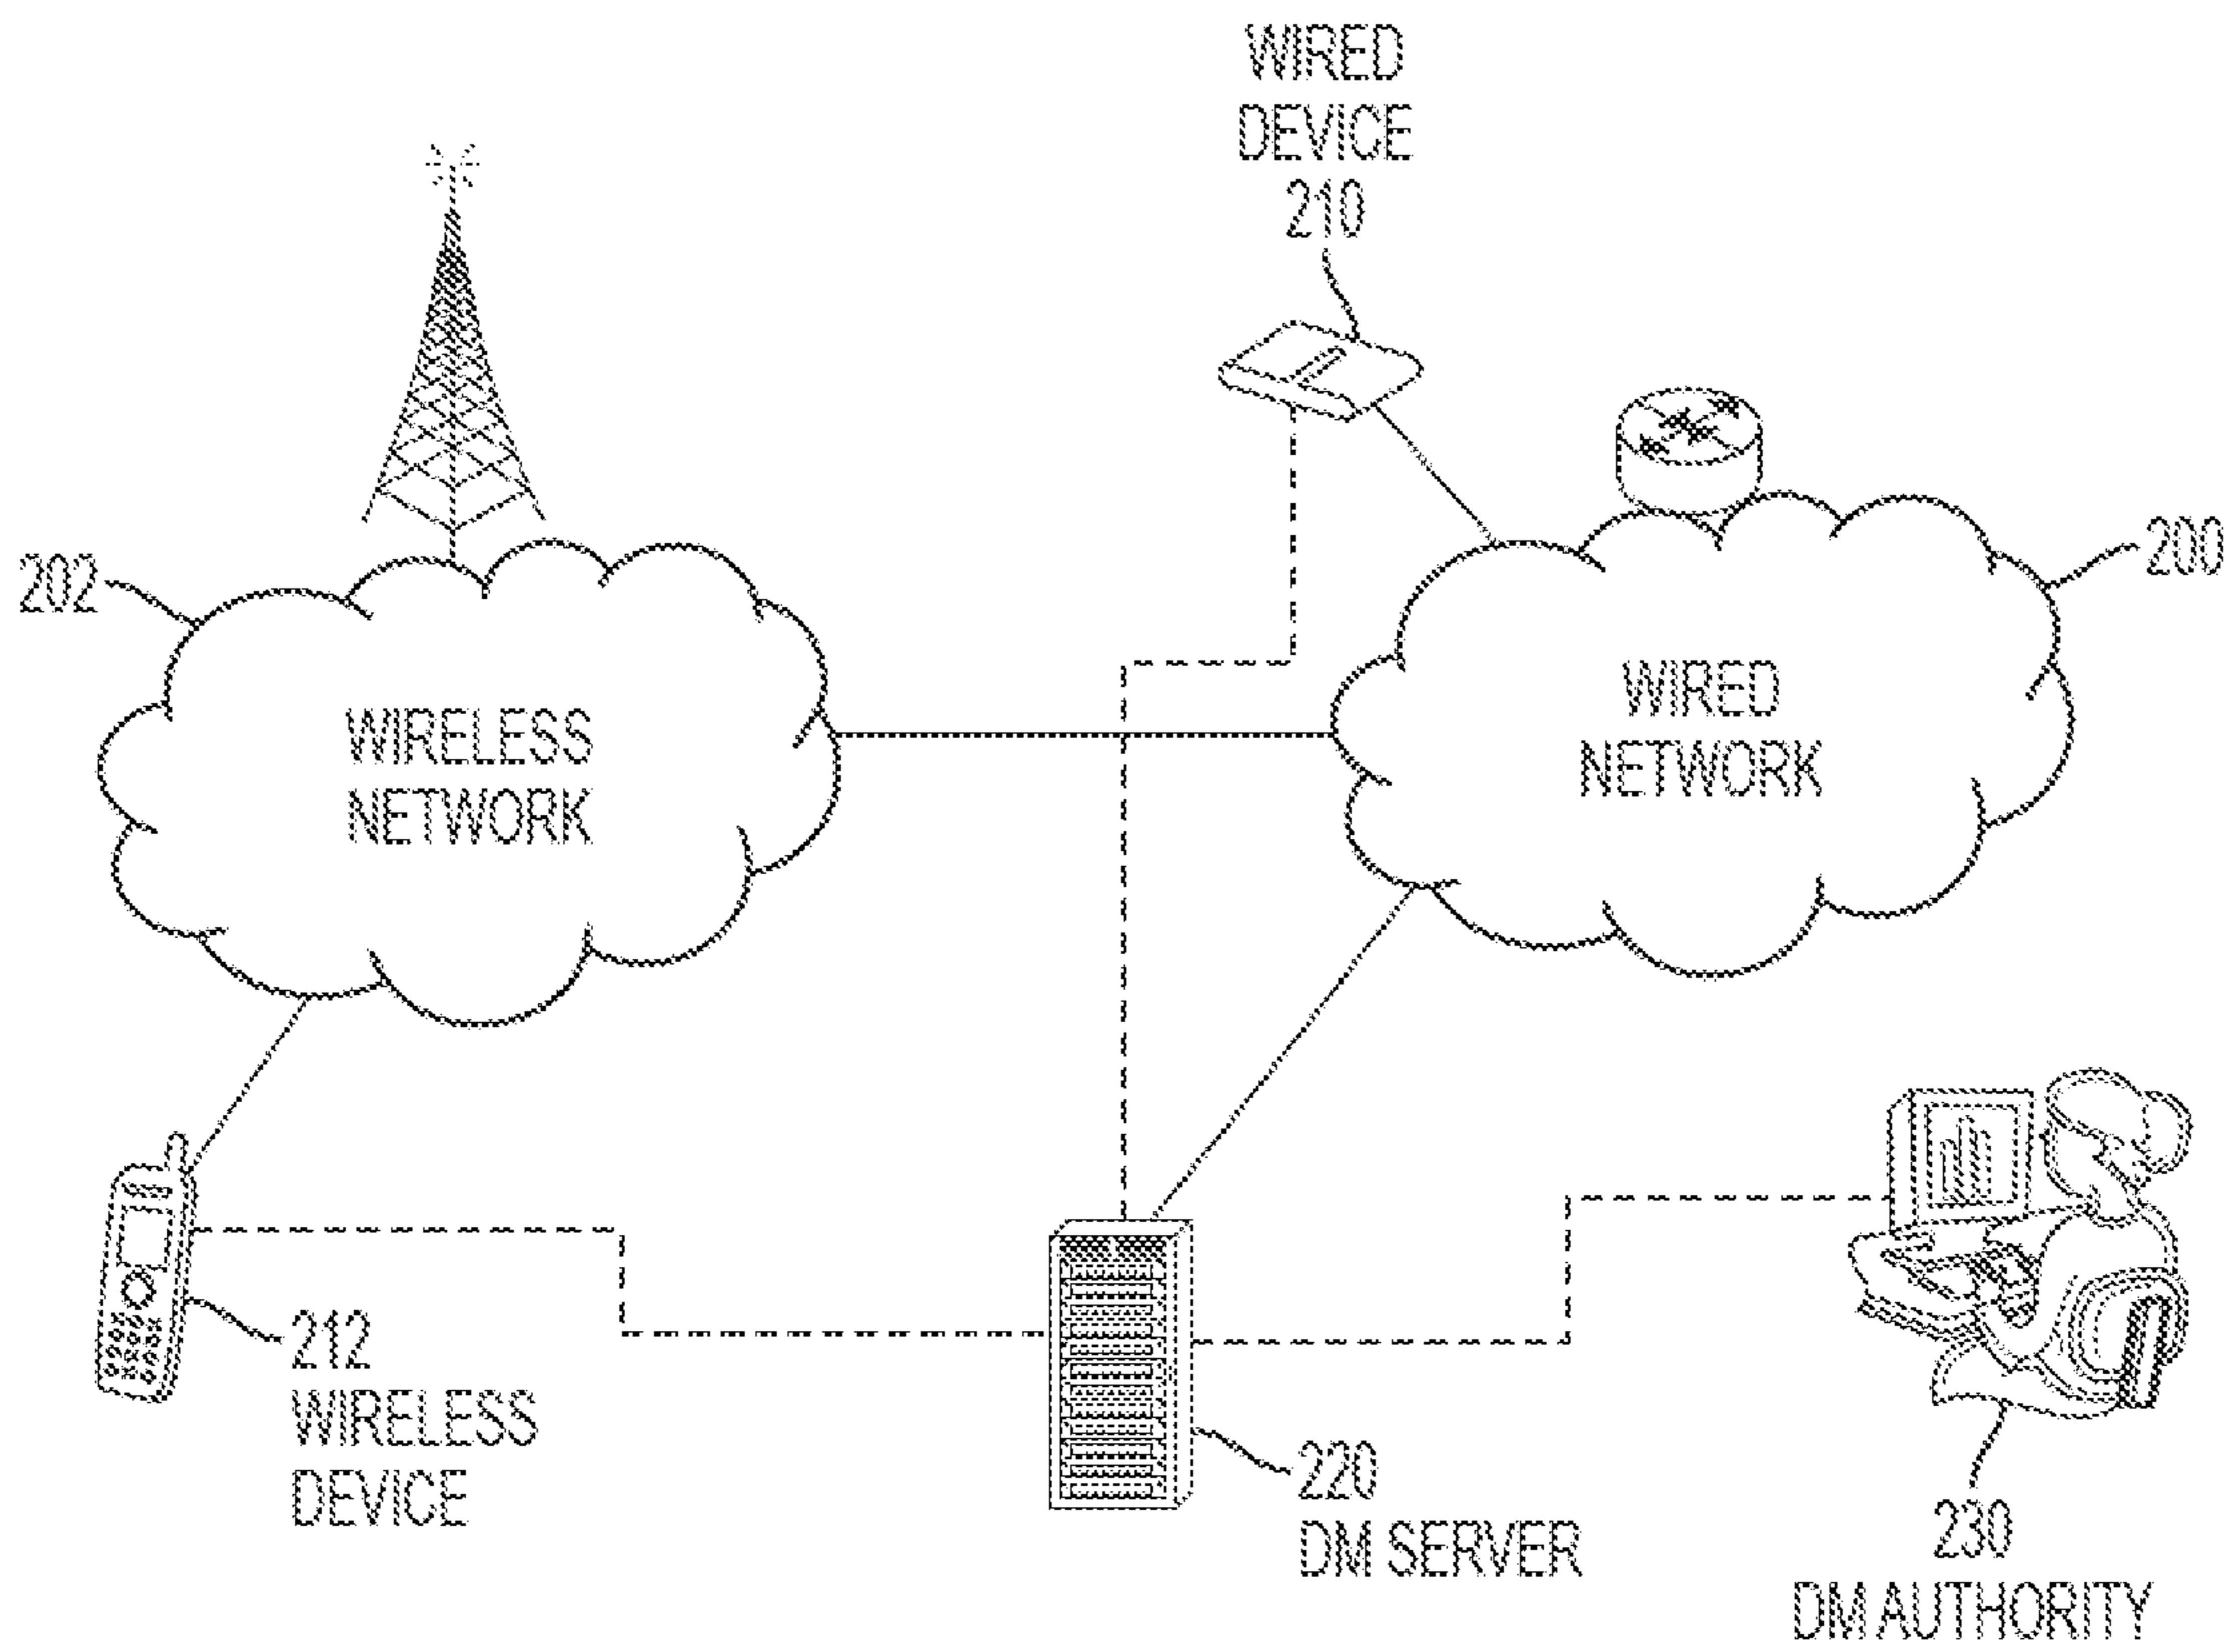 WIRED
DEVICE
210
202
200
WIRELESS
NETWORK
WIRED
NETWORK
212
WIRELESS
DEVICE
220
DM SERVER
230
DM AUTHORITY